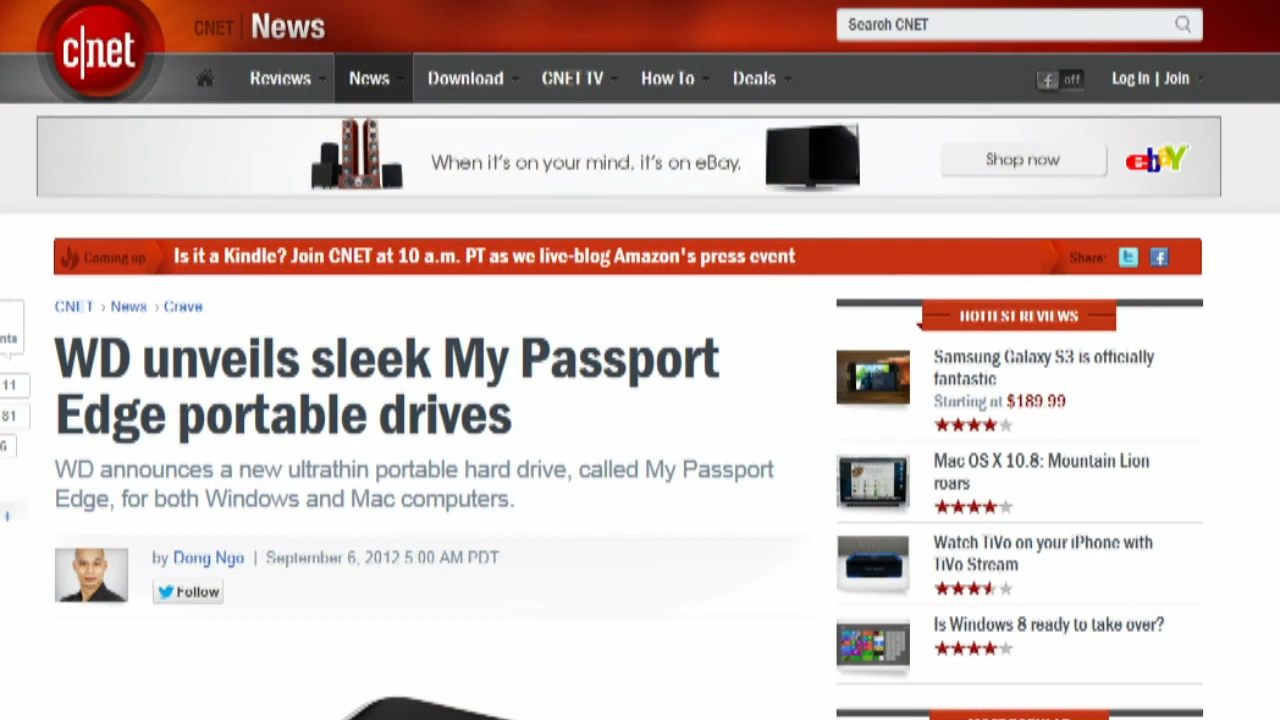 c|net
CNET | News
Search CNET
Reviews
News
Download
CNET TV
How To
Deals
f off
Log In | Join
When it's on your mind, it's on eBay.
Shop now
ebay
Coming up
Is it a Kindle? Join CNET at 10 a.m. PT as we live-blog Amazon's press event
Share:
CNET › News › Crave
11
81
WD unveils sleek My Passport
Edge portable drives
WD announces a new ultrathin portable hard drive, called My Passport
Edge, for both Windows and Mac computers.
by Dong Ngo | September 6, 2012 5:00 AM PDT
Follow
HOTTEST REVIEWS
Samsung Galaxy S3 is officially
fantastic
Starting at $189.99
Mac OS X 10.8: Mountain Lion
roars
Watch TiVo on your iPhone with
TiVo Stream
Is Windows 8 ready to take over?